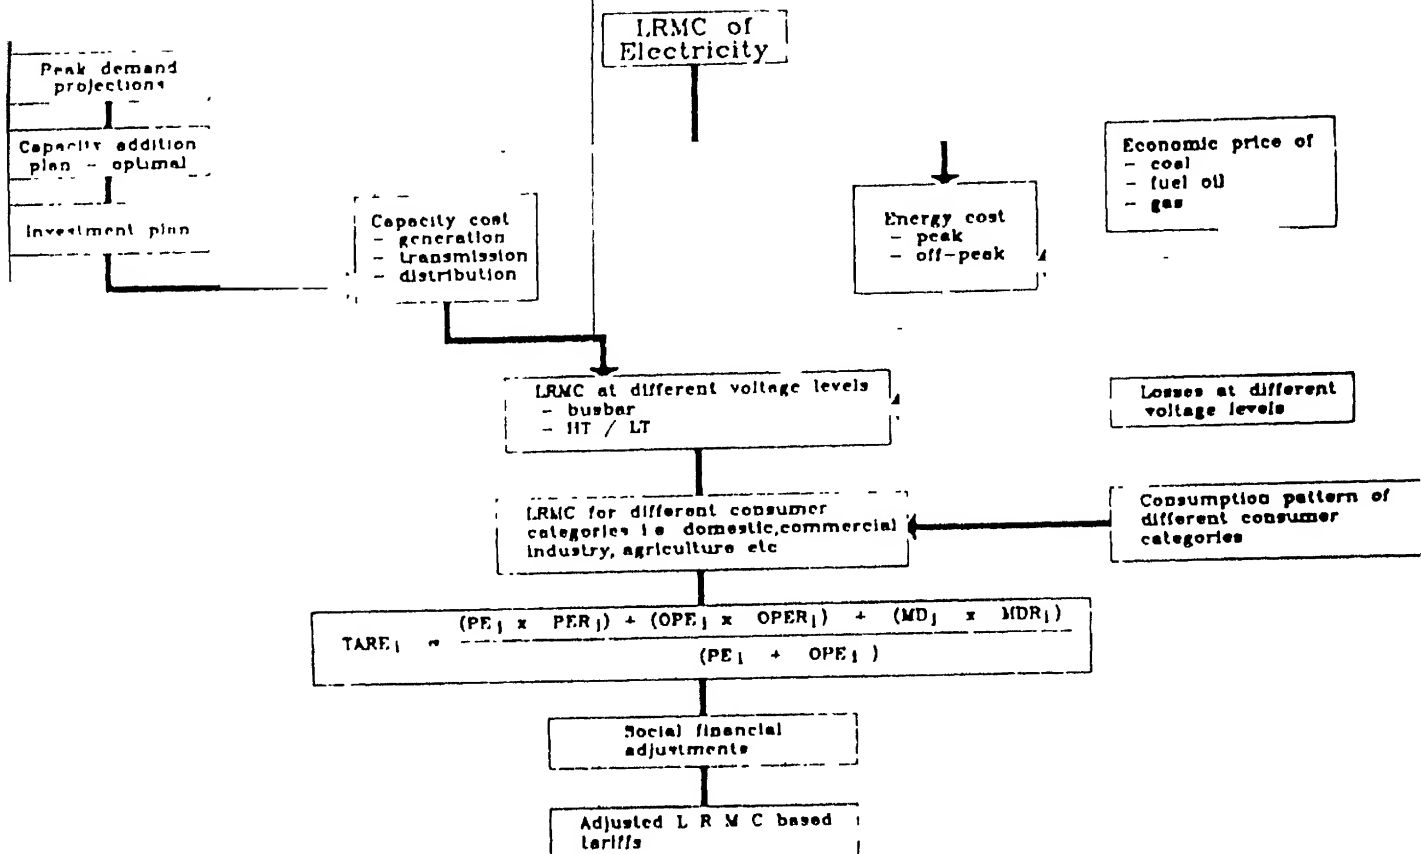 LRMC of
Electricity
Peak demand
projections
Capacity addition
plan - optimal
Investment plan
Capacity cost
- generation
- transmission
- distribution
Energy cost
- peak
- off-peak
Economic price of
- coal
- fuel oil
- gas
LRMC at different voltage levels
- busbar
- HT / LT
Losses at different
voltage levels
LRMC for different consumer
categories i e domestic,commercial
industry, agriculture etc
Consumption pattern of
different consumer
categories
(PE i x PER i) + (OPE i x OPER i) + (MD i x MDR i)
TARE i =
(PE i + OPE i )
Social financial
adjustments
Adjusted L R M C based
tariffs